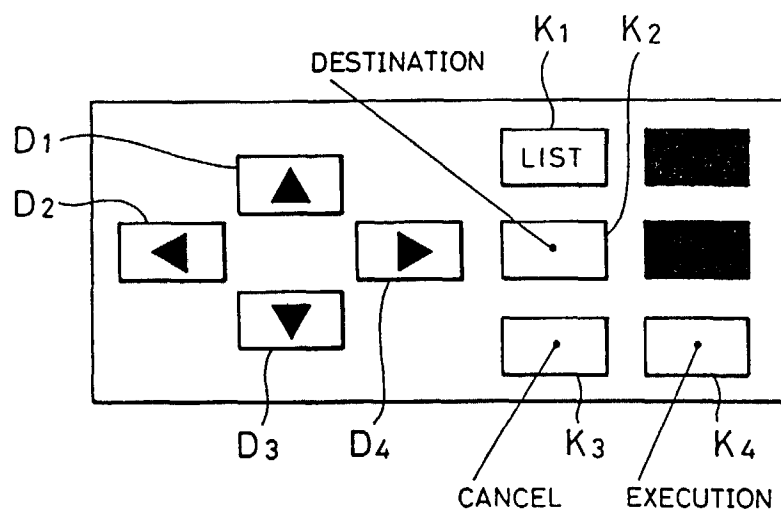 K1 K2
DESTINATION
D1
LIST
D2
D3 D4 K3 K4
CANCEL EXECUTION